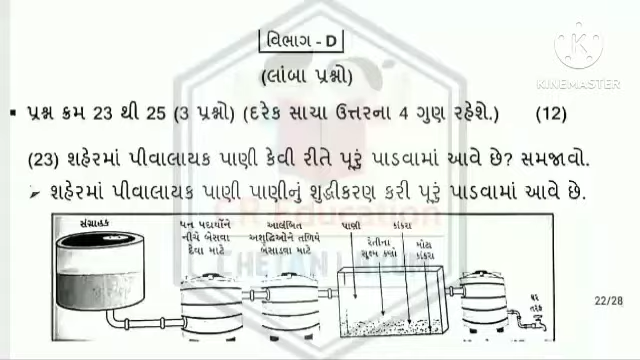 વિભાગ - D
KINEMASTER
(લાંબા પ્રશ્નો)
▪ પ્રશ્ન ક્રમ 23 થી 25 (3 પ્રશ્નો) (દરેક સાચા ઉત્તરના 4 ગુણ રહેશે.) (12)
(23) શહેરમાં પીવાલાયક પાણી કેવી રીતે પૂરું પાડવામાં આવે છે? સમજાવો.
➢ શહેરમાં પીવાલાયક પાણી પાણીનું શુદ્ધીકરણ કરી પૂરું પાડવામાં આવે છે.
સંગ્રાહક
ઘન પદાર્થોને
નીચે બેસવા
દેવા માટે
આલંબિત
અશુદ્ધિઓને તળિયે
બેસાડવા માટે
પાણી
કાંકરા
રેતીના
સૂક્ષ્મ કણો
મોટા
કાંકરા
ઘર
તરફ
22/28